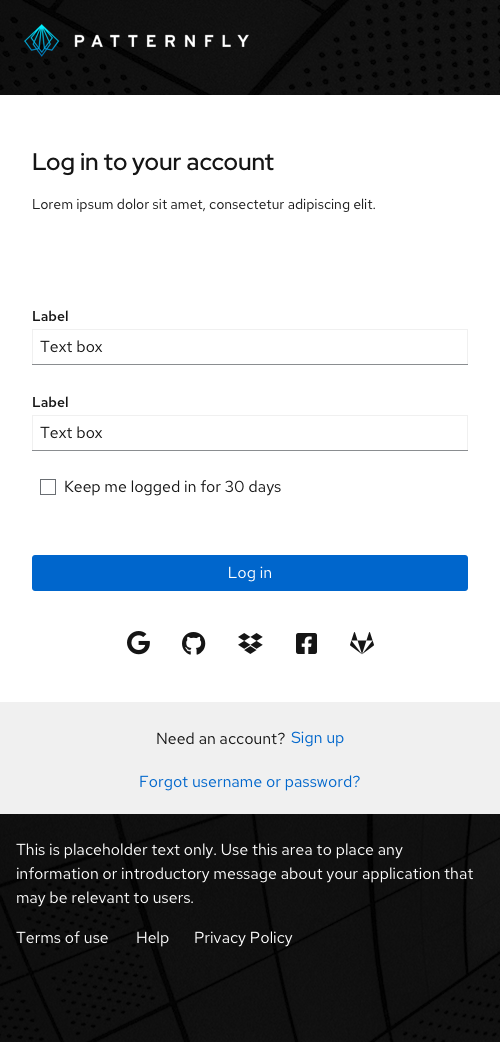 PATTERNFLY
Log in to your account
Lorem ipsum dolor sit amet, consectetur adipiscing elit.
Label
Text box
Label
Text box
Keep me logged in for 30 days
Log in
Need an account? Sign up
Forgot username or password?
This is placeholder text only. Use this area to place any
information or introductory message about your application that
may be relevant to users.
Terms of use Help Privacy Policy